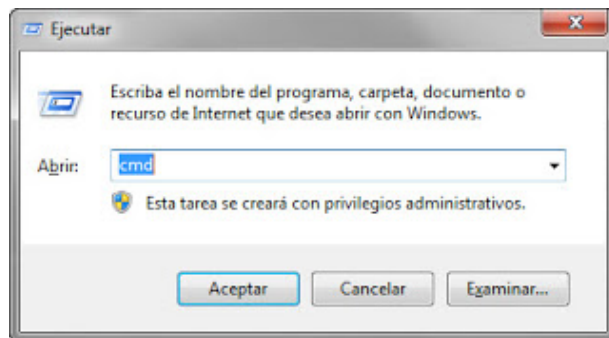 Ejecutar
Escriba el nombre del programa, carpeta, documento o
recurso de Internet que desea abrir con Windows.
Abrir: cmd
Esta tarea se creará con privilegios administrativos.
Aceptar Cancelar Examinar...